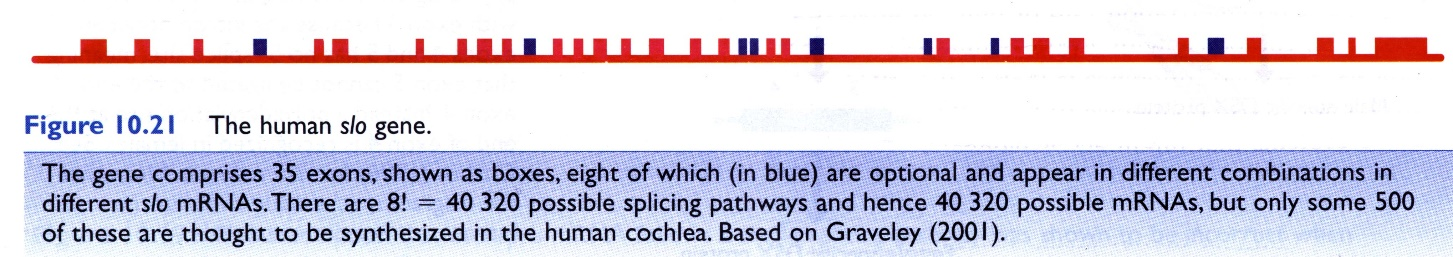 Figure 10.21 The human slo gene.
The gene comprises 35 exons, shown as boxes, eight of which (in blue) are optional and appear in different combinations in
different slo mRNAs. There are 8! = 40 320 possible splicing pathways and hence 40 320 possible mRNAs, but only some 500
of these are thought to be synthesized in the human cochlea. Based on Graveley (2001).